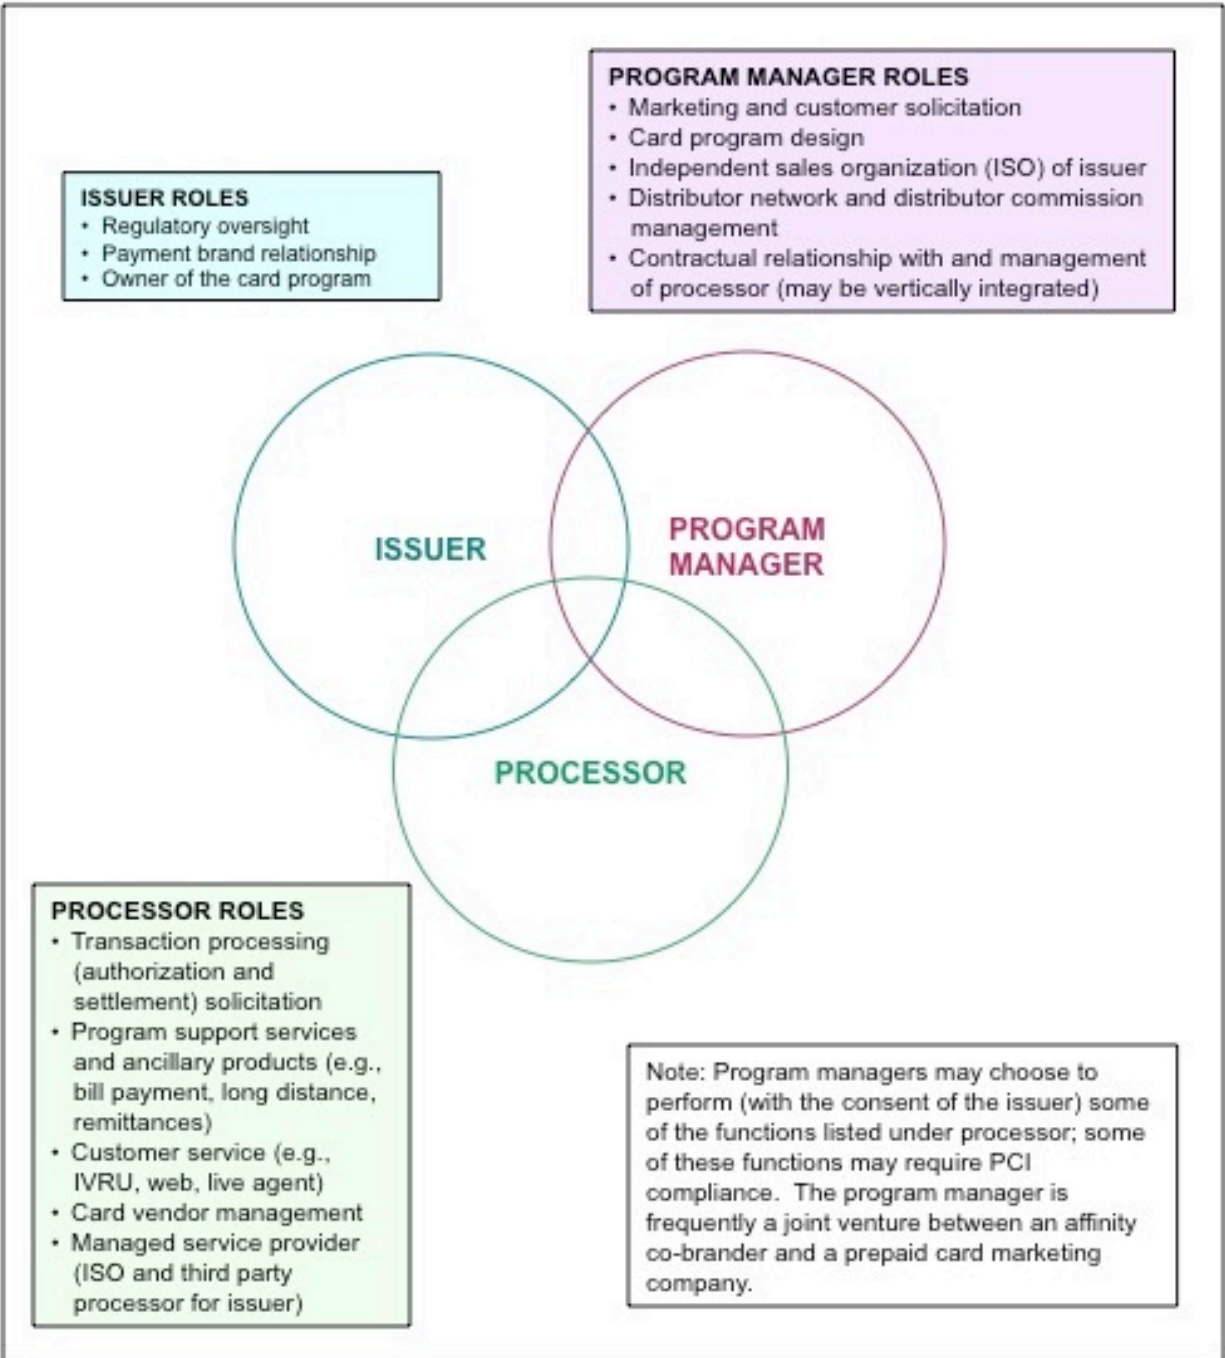 PROGRAM MANAGER ROLES
• Marketing and customer solicitation
• Card program design
• Independent sales organization (ISO) of issuer
• Distributor network and distributor commission
management
• Contractual relationship with and management
of processor (may be vertically integrated)
ISSUER ROLES
• Regulatory oversight
• Payment brand relationship
• Owner of the card program
ISSUER
PROGRAM
MANAGER
PROCESSOR
PROCESSOR ROLES
• Transaction processing
(authorization and
settlement) solicitation
• Program support services
and ancillary products (e.g.,
bill payment, long distance,
remittances)
• Customer service (e.g.,
IVRU, web, live agent)
• Card vendor management
• Managed service provider
(ISO and third party
processor for issuer)
Note: Program managers may choose to
perform (with the consent of the issuer) some
of the functions listed under processor; some
of these functions may require PCI
compliance. The program manager is
frequently a joint venture between an affinity
co-brander and a prepaid card marketing
company.